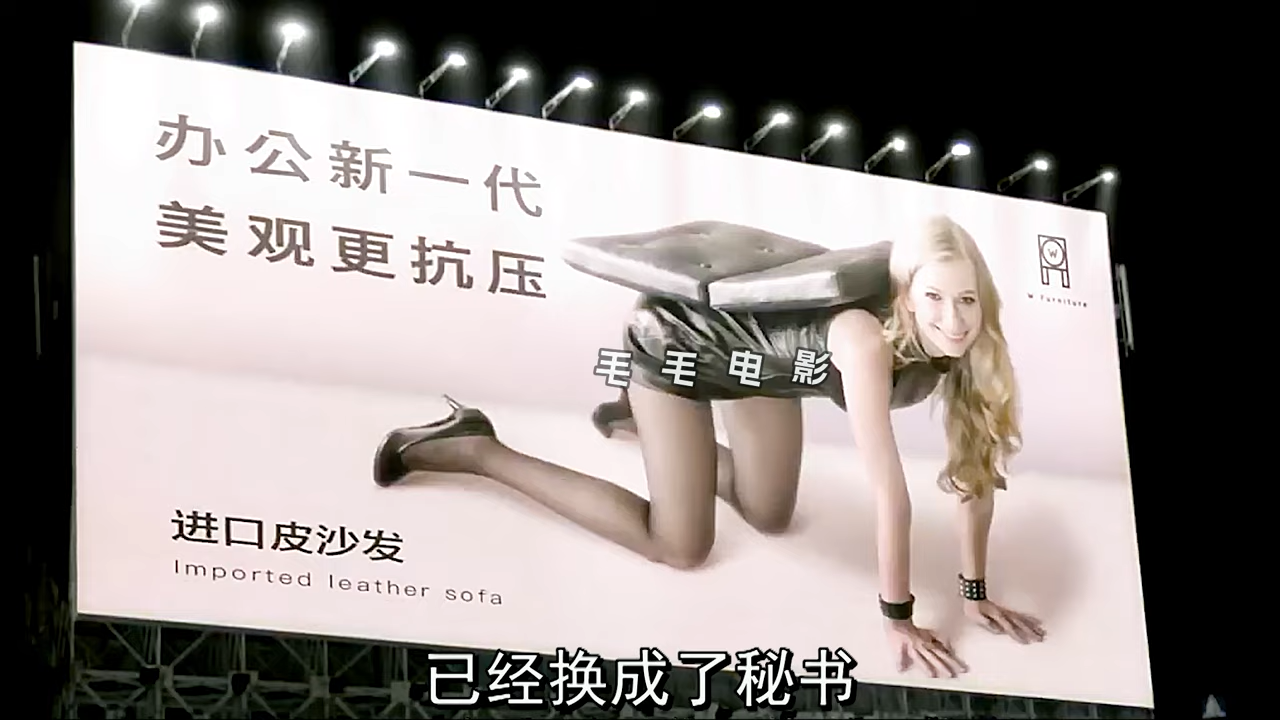 办公新一代
美观更抗压
W
W Furniture
毛毛电影
进口皮沙发
Imported leather sofa
已经换成了秘书